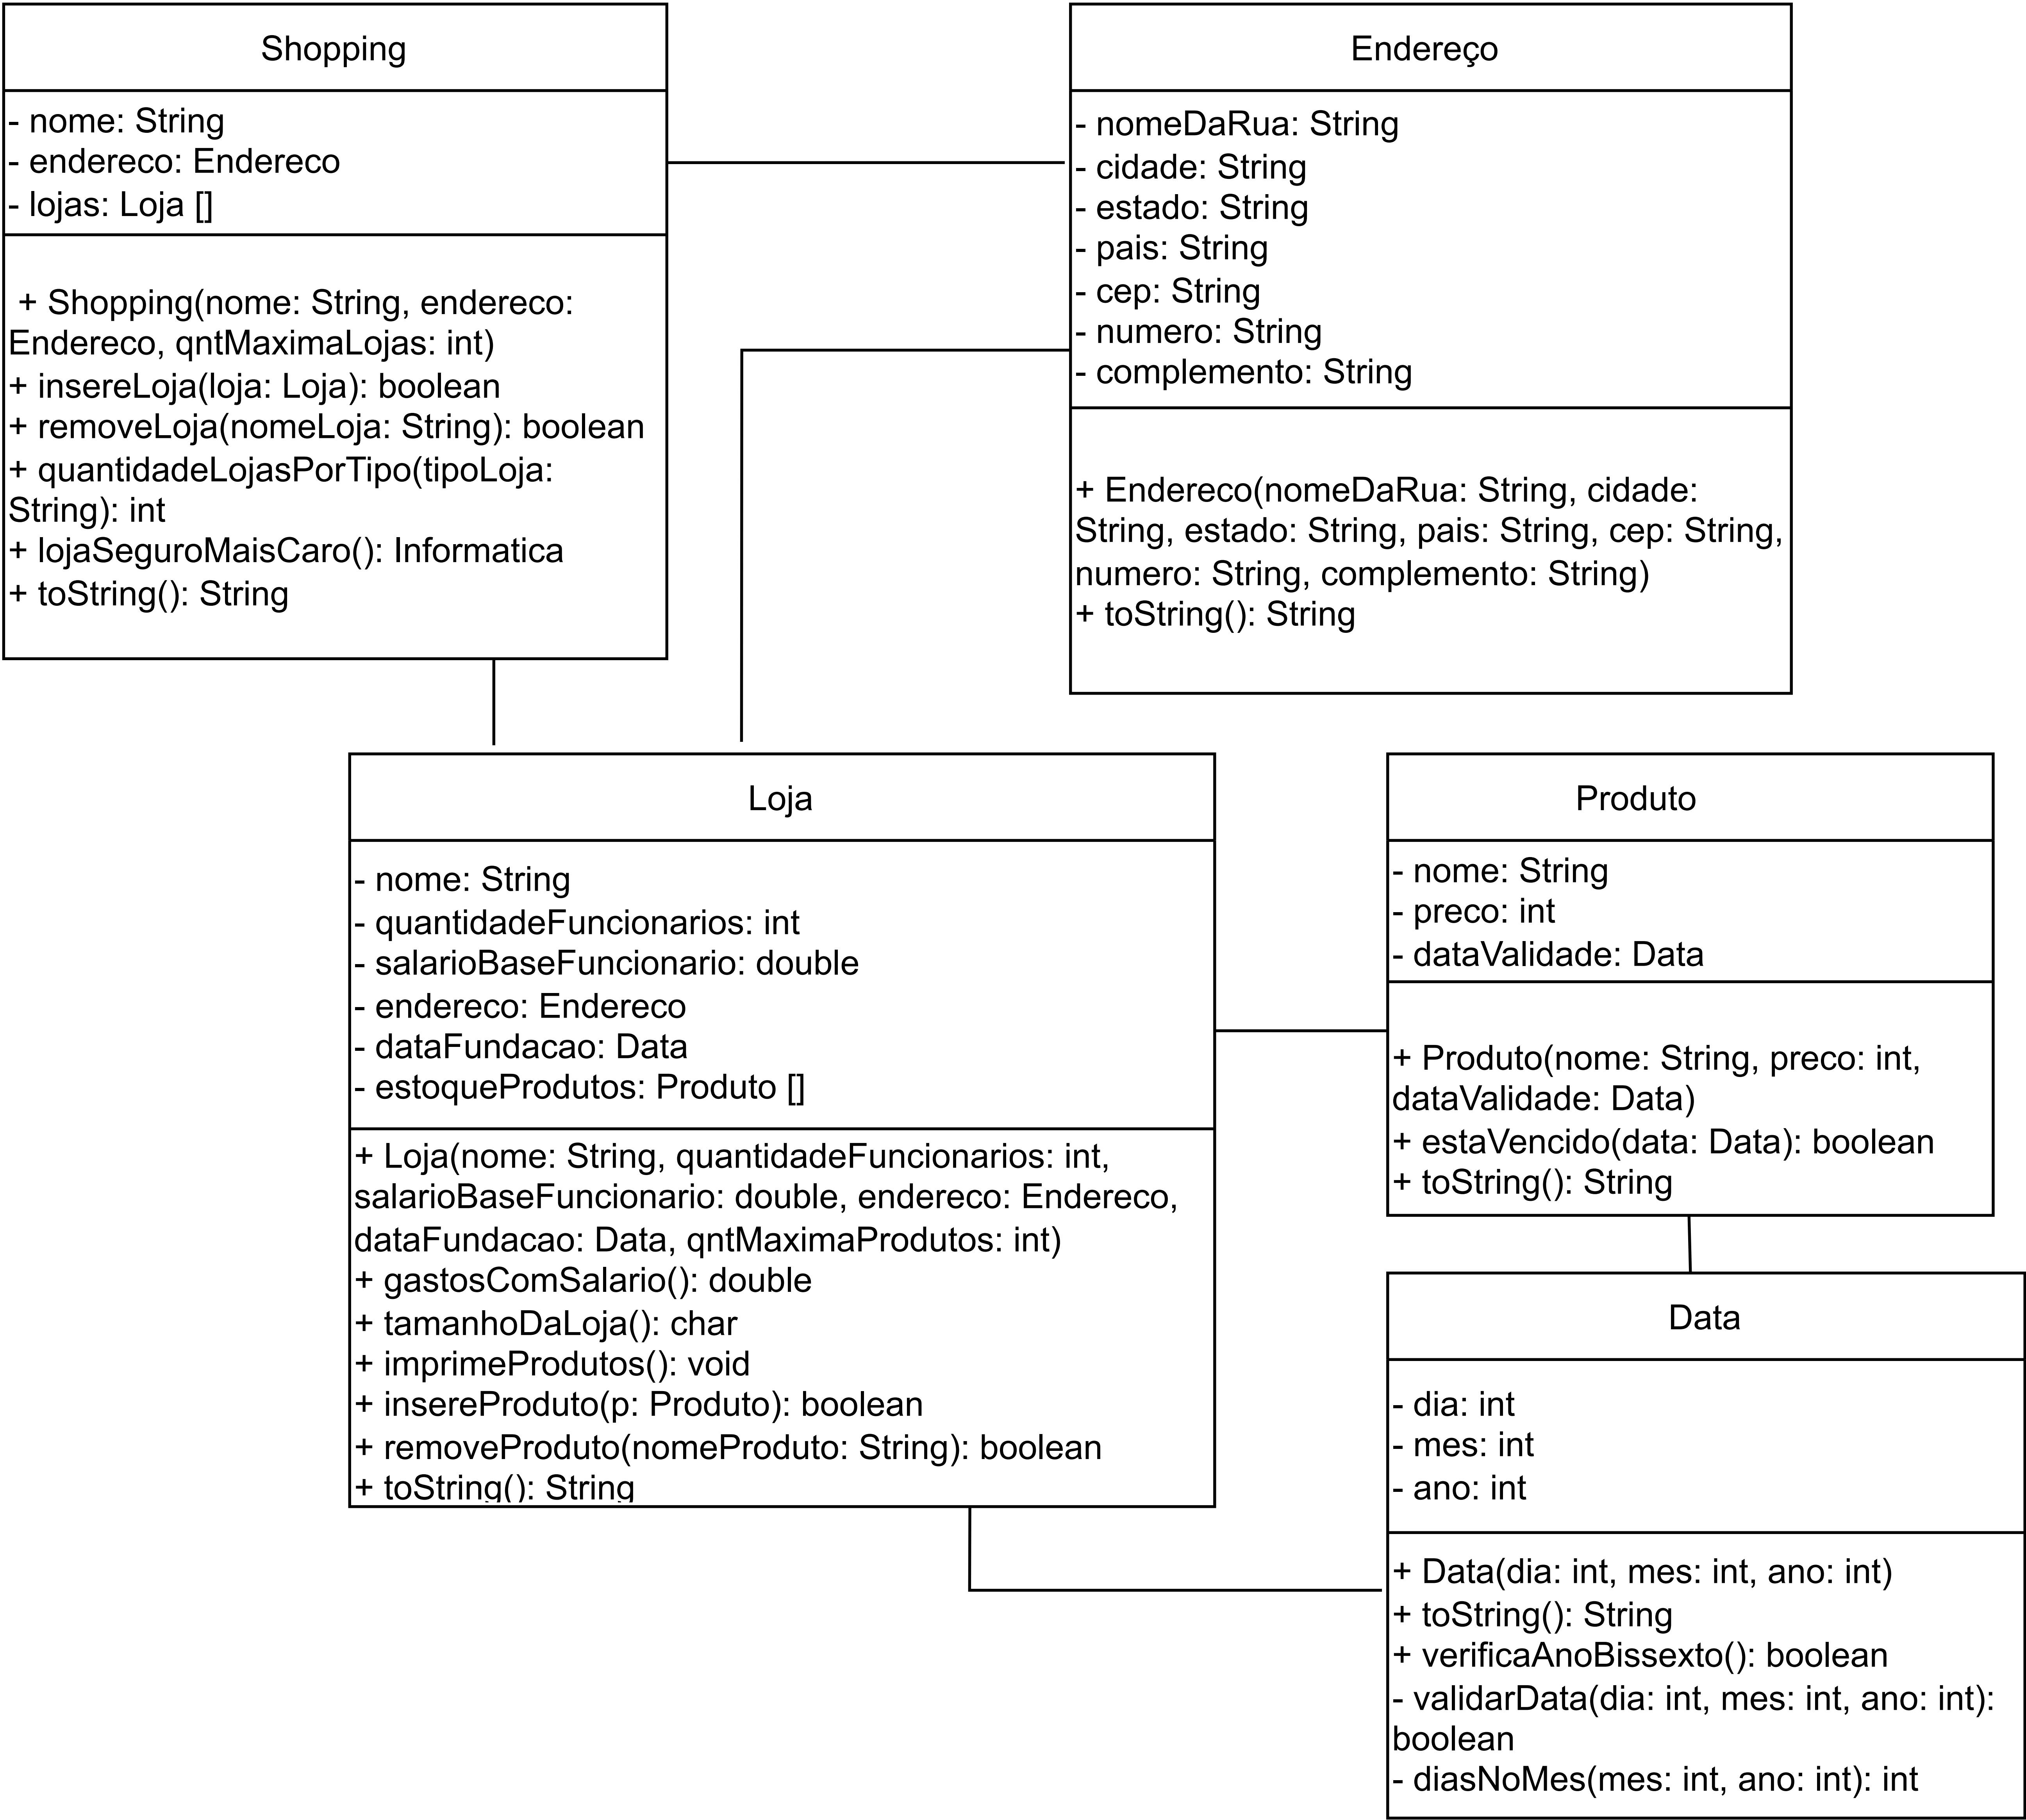 Shopping
- nome: String
- endereco: Endereco
- lojas: Loja []
+ Shopping(nome: String, endereco:
Endereco, qntMaximaLojas: int)
+ insereLoja(loja: Loja): boolean
+ removeLoja(nomeLoja: String): boolean
+ quantidadeLojasPorTipo(tipoLoja:
String): int
+ lojaSeguroMaisCaro(): Informatica
+ toString(): String
Endereço
- nomeDaRua: String
- cidade: String
- estado: String
- pais: String
- cep: String
- numero: String
- complemento: String
+ Endereco(nomeDaRua: String, cidade:
String, estado: String, pais: String, cep: String,
numero: String, complemento: String)
+ toString(): String
Loja
- nome: String
- quantidadeFuncionarios: int
- salarioBaseFuncionario: double
- endereco: Endereco
- dataFundacao: Data
- estoqueProdutos: Produto []
+ Loja(nome: String, quantidadeFuncionarios: int,
salarioBaseFuncionario: double, endereco: Endereco,
dataFundacao: Data, qntMaximaProdutos: int)
+ gastosComSalario(): double
+ tamanhoDaLoja(): char
+ imprimeProdutos(): void
+ insereProduto(p: Produto): boolean
+ removeProduto(nomeProduto: String): boolean
+ toString(): String
Produto
- nome: String
- preco: int
- dataValidade: Data
+ Produto(nome: String, preco: int,
dataValidade: Data)
+ estaVencido(data: Data): boolean
+ toString(): String
Data
- dia: int
- mes: int
- ano: int
+ Data(dia: int, mes: int, ano: int)
+ toString(): String
+ verificaAnoBissexto(): boolean
- validarData(dia: int, mes: int, ano: int):
boolean
- diasNoMes(mes: int, ano: int): int